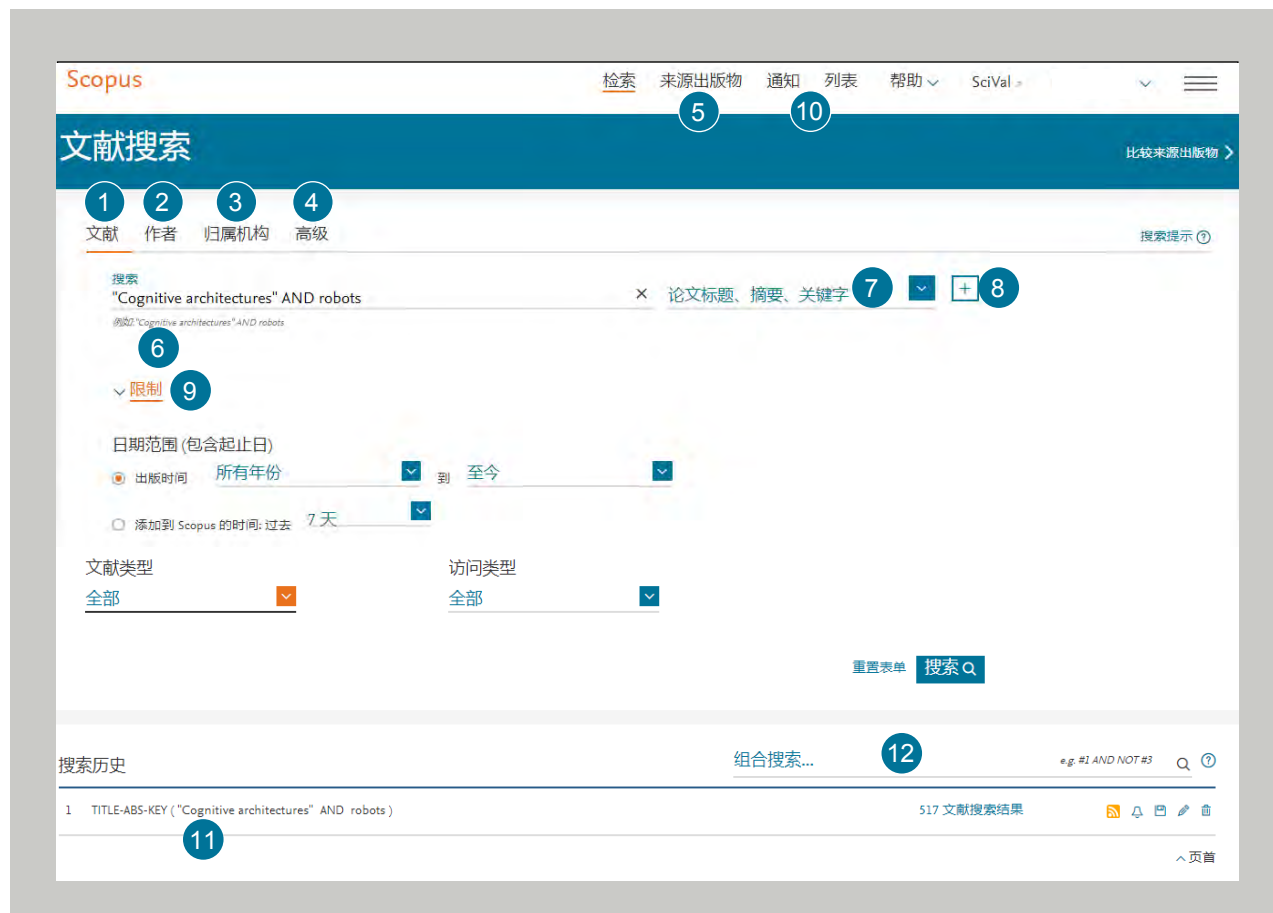 Scopus
检索 来源出版物 通知 列表 帮助 SciVal
5 10
文献搜索
比较来源出版物
1 2 3 4
文献 作者 归属机构 高级
搜索提示
搜索
"Cognitive architectures" AND robots × 论文标题、摘要、关键字 7 + 8
例如,"Cognitive architectures" AND robots
6
限制 9
日期范围 (包含起止日)
出版时间 所有年份 到 至今
添加到 Scopus 的时间: 过去 7 天
文献类型 访问类型
全部 全部
重置表单 搜索
搜索历史 组合搜索... 12 e.g. #1 AND NOT #3
1 TITLE-ABS-KEY ( "Cognitive architectures" AND robots ) 517 文献搜索结果
11
页首